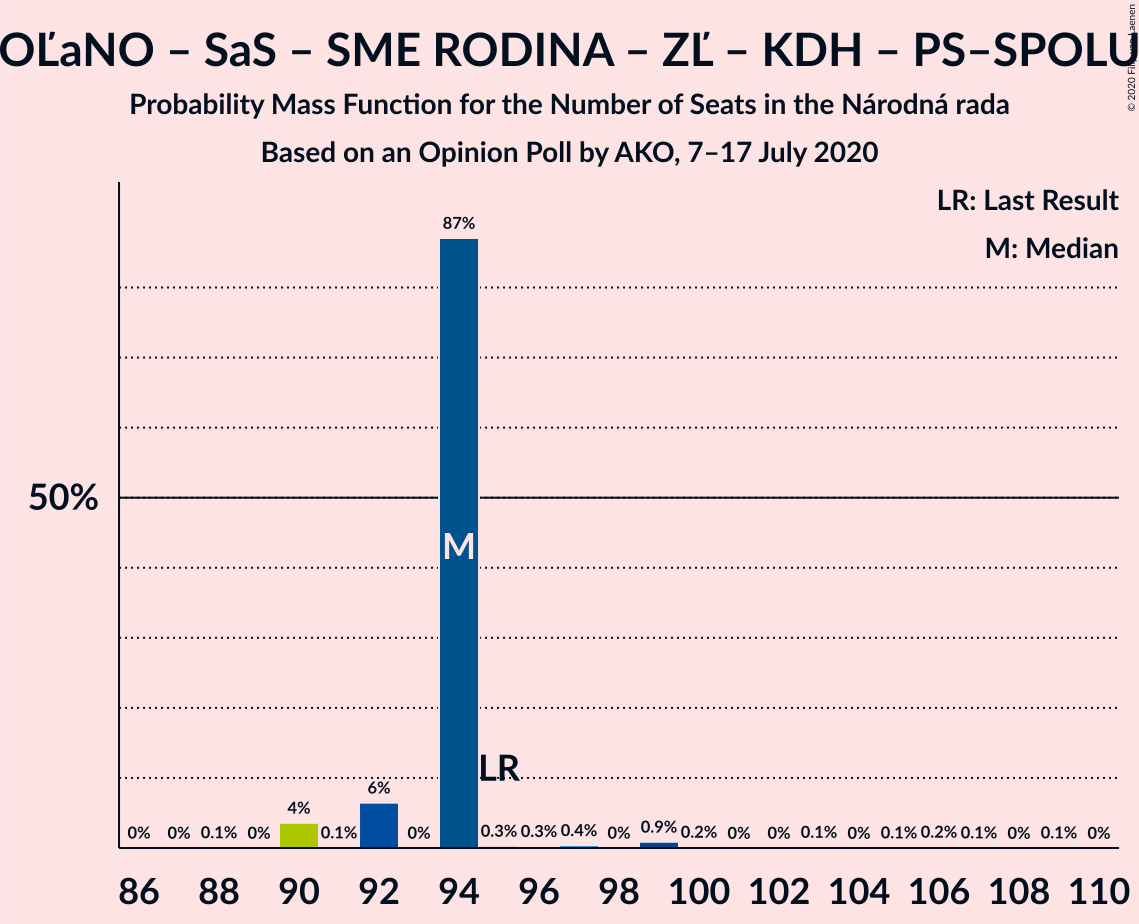 OĽaNO – SaS – SME RODINA – ZĽ – KDH – PS–SPOLU
Probability Mass Function for the Number of Seats in the Národná rada
Based on an Opinion Poll by AKO, 7–17 July 2020
© 2020 Filip van Laenen
LR: Last Result
M: Median
87%
50%
M
LR
0% 0% 0.1% 0% 4% 0.1% 6% 0% 0.3% 0.3% 0.4% 0% 0.9% 0.2% 0% 0% 0.1% 0% 0.1% 0.2% 0.1% 0% 0.1% 0%
86 88 90 92 94 96 98 100 102 104 106 108 110